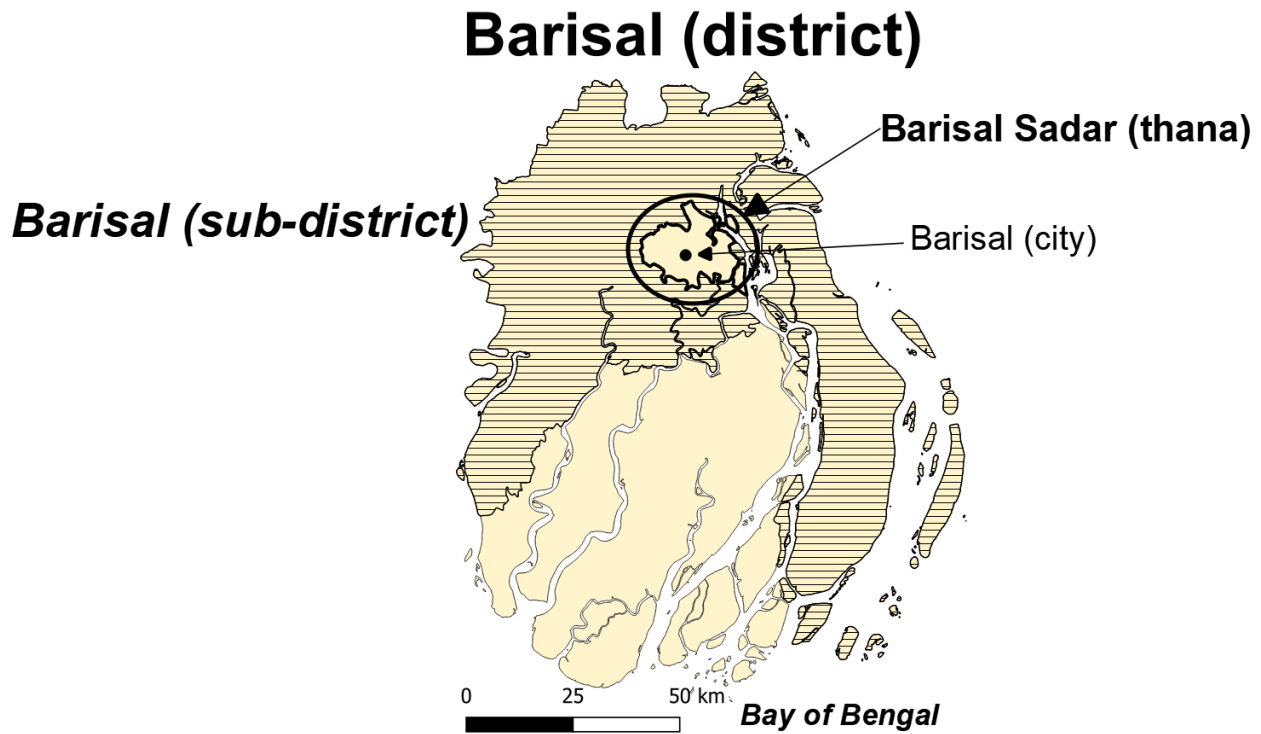 Barisal (district)
Barisal Sadar (thana)
Barisal (sub-district)
Barisal (city)
0 25 50 km
Bay of Bengal